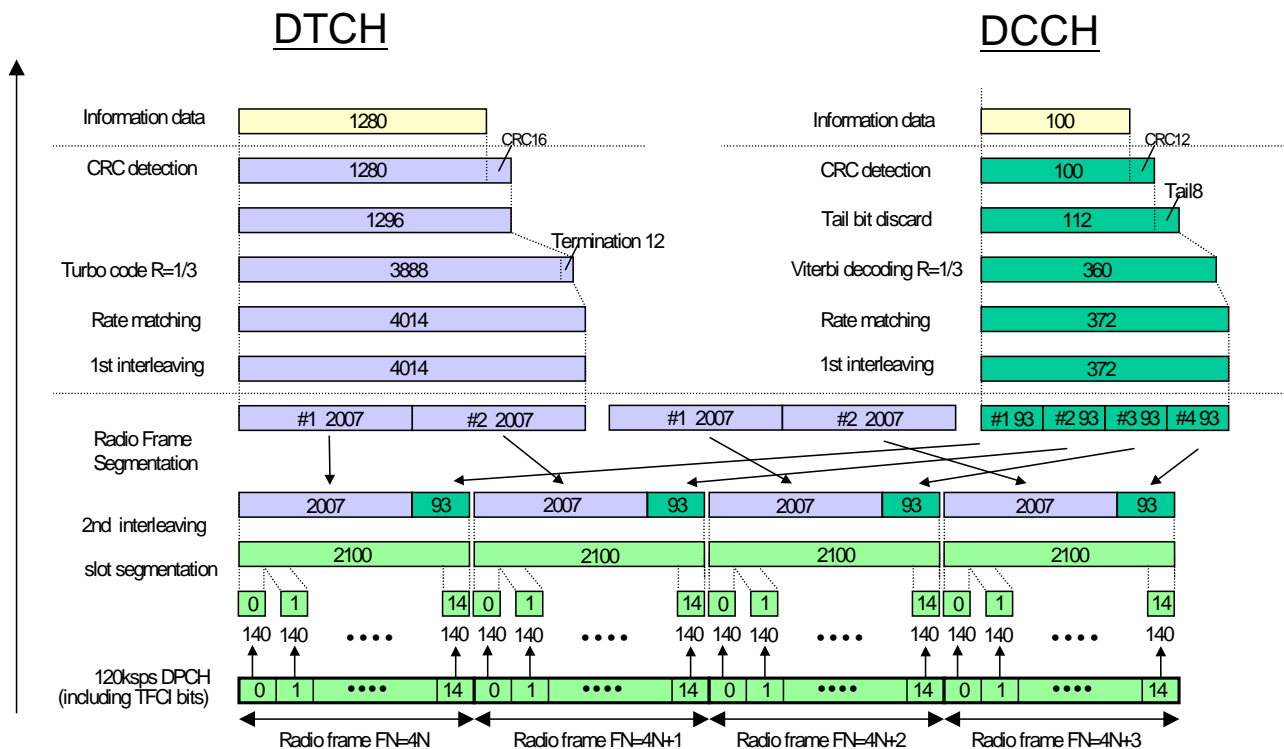 DTCH
DCCH
Information data
1280
Information data
100
CRC16
CRC12
CRC detection
1280
CRC detection
100
Tail8
1296
Tail bit discard
112
Termination 12
Turbo code R=1/3
3888
Viterbi decoding R=1/3
360
Rate matching
4014
Rate matching
372
1st interleaving
4014
1st interleaving
372
#1 2007 #2 2007 #1 2007 #2 2007 #1 93 #2 93 #3 93 #4 93
Radio Frame
Segmentation
2007 93 2007 93 2007 93 2007 93
2nd interleaving
2100 2100 2100 2100
slot segmentation
0 1 14 0 1 14 0 1 14 0 1 14
140 140 •••• 140 140 140 •••• 140 140 140 •••• 140 140 140 •••• 140
120ksps DPCH
(including TFCI bits)
0 1 •••• 14 0 1 •••• 14 0 1 •••• 14 0 1 •••• 14
Radio frame FN=4N Radio frame FN=4N+1 Radio frame FN=4N+2 Radio frame FN=4N+3